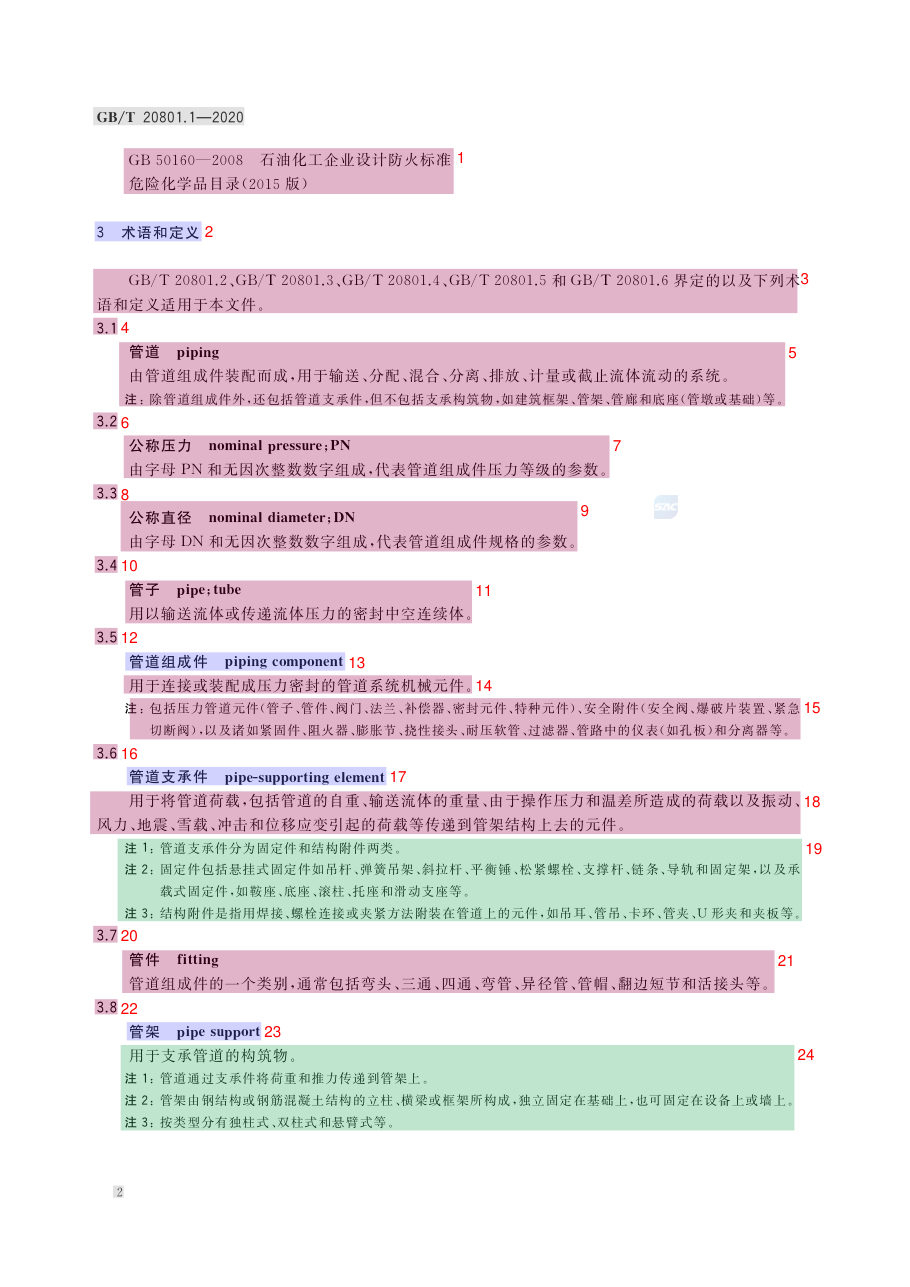 GB/T 20801.1—2020
GB 50160—2008 石油化工企业设计防火标准 1
危险化学品目录(2015 版)
3 术语和定义 2
GB/T 20801.2、GB/T 20801.3、GB/T 20801.4、GB/T 20801.5 和 GB/T 20801.6 界定的以及下列术 3
语和定义适用于本文件。
3.1 4
管道 piping 5
由管道组成件装配而成,用于输送、分配、混合、分离、排放、计量或截止流体流动的系统。
注:除管道组成件外,还包括管道支承件,但不包括支承构筑物,如建筑框架、管架、管廊和底座(管墩或基础)等。
3.2 6
公称压力 nominal pressure;PN 7
由字母 PN 和无因次整数数字组成,代表管道组成件压力等级的参数。
3.3 8
公称直径 nominal diameter;DN 9
由字母 DN 和无因次整数数字组成,代表管道组成件规格的参数。
SAC
3.4 10
管子 pipe;tube 11
用以输送流体或传递流体压力的密封中空连续体。
3.5 12
管道组成件 piping component 13
用于连接或装配成压力密封的管道系统机械元件。 14
注:包括压力管道元件(管子、管件、阀门、法兰、补偿器、密封元件、特种元件)、安全附件(安全阀、爆破片装置、紧急 15
切断阀),以及诸如紧固件、阻火器、膨胀节、挠性接头、耐压软管、过滤器、管路中的仪表(如孔板)和分离器等。
3.6 16
管道支承件 pipe-supporting element 17
用于将管道荷载,包括管道的自重、输送流体的重量、由于操作压力和温差所造成的荷载以及振动、 18
风力、地震、雪载、冲击和位移应变引起的荷载等传递到管架结构上去的元件。
注 1:管道支承件分为固定件和结构附件两类。 19
注 2:固定件包括悬挂式固定件如吊杆、弹簧吊架、斜拉杆、平衡锤、松紧螺栓、支撑杆、链条、导轨和固定架,以及承
载式固定件,如鞍座、底座、滚柱、托座和滑动支座等。
注 3:结构附件是指用焊接、螺栓连接或夹紧方法附装在管道上的元件,如吊耳、管吊、卡环、管夹、U 形夹和夹板等。
3.7 20
管件 fitting 21
管道组成件的一个类别,通常包括弯头、三通、四通、弯管、异径管、管帽、翻边短节和活接头等。
3.8 22
管架 pipe support 23
用于支承管道的构筑物。 24
注 1:管道通过支承件将荷重和推力传递到管架上。
注 2:管架由钢结构或钢筋混凝土结构的立柱、横梁或框架所构成,独立固定在基础上,也可固定在设备上或墙上。
注 3:按类型分有独柱式、双柱式和悬臂式等。
2